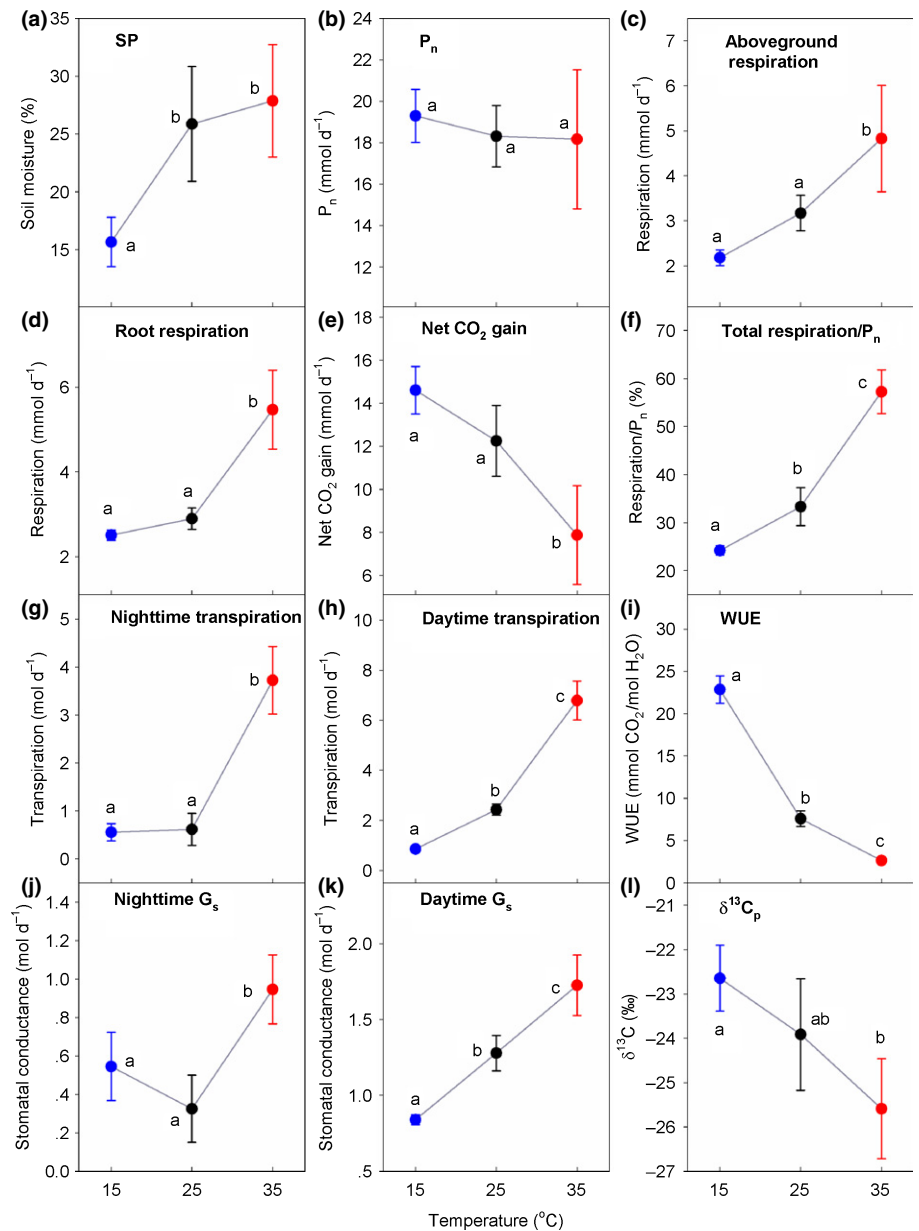 (a)
SP
35
30
25
20
15
Soil moisture (%)
a
b
b
(b)
Pn
24
22
20
18
16
14
12
Pn (mmol d–1)
a
a
a
(c)
Aboveground
respiration
7
6
5
4
3
2
Respiration (mmol d–1)
a
a
b
(d)
Root respiration
6
4
2
Respiration (mmol d–1)
a
a
b
(e)
Net CO2 gain
18
16
14
12
10
8
6
Net CO2 gain (mmol d–1)
a
a
b
(f)
Total respiration/Pn
70
60
50
40
30
20
Respiration/Pn (%)
a
b
c
(g)
Nighttime transpiration
5
4
3
2
1
0
Transpiration (mol d–1)
a
a
b
(h)
Daytime transpiration
10
8
6
4
2
0
Transpiration (mol d–1)
a
b
c
(i)
WUE
30
25
20
15
10
5
0
WUE (mmol CO2/mol H2O)
a
b
c
(j)
Nighttime Gs
1.4
1.2
1.0
.8
.6
.4
.2
0.0
Stomatal conductance (mol d–1)
a
a
b
15
25
35
(k)
Daytime Gs
2.0
1.5
1.0
.5
Stomatal conductance (mol d–1)
a
b
c
15
25
35
Temperature (oC)
(l)
δ13Cp
–21
–22
–23
–24
–25
–26
–27
δ13C (‰)
a
ab
b
15
25
35